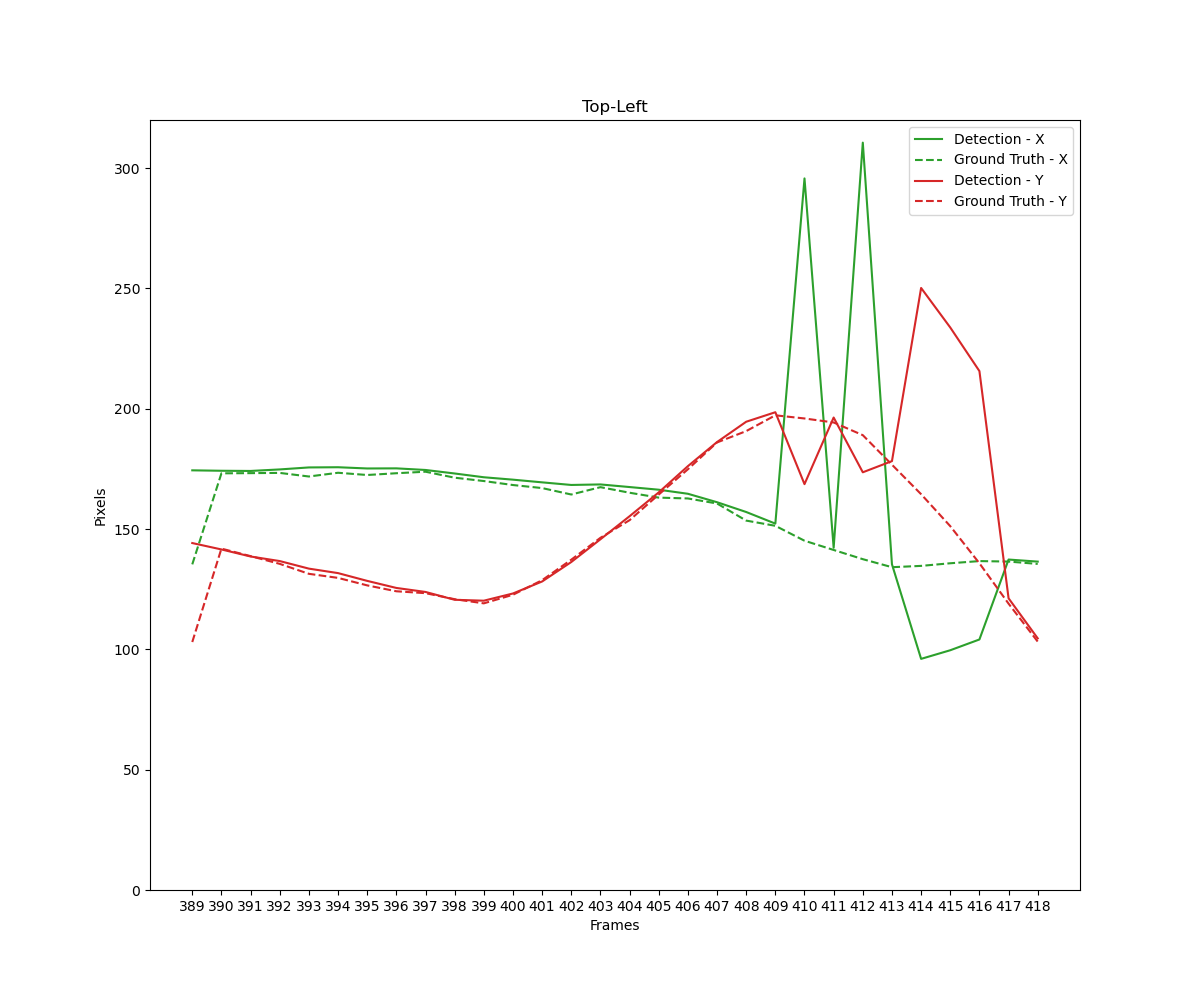 Top-Left
Detection - X
Ground Truth - X
Detection - Y
Ground Truth - Y
300
250
200
150
100
50
0
Pixels
389 390 391 392 393 394 395 396 397 398 399 400 401 402 403 404 405 406 407 408 409 410 411 412 413 414 415 416 417 418
Frames